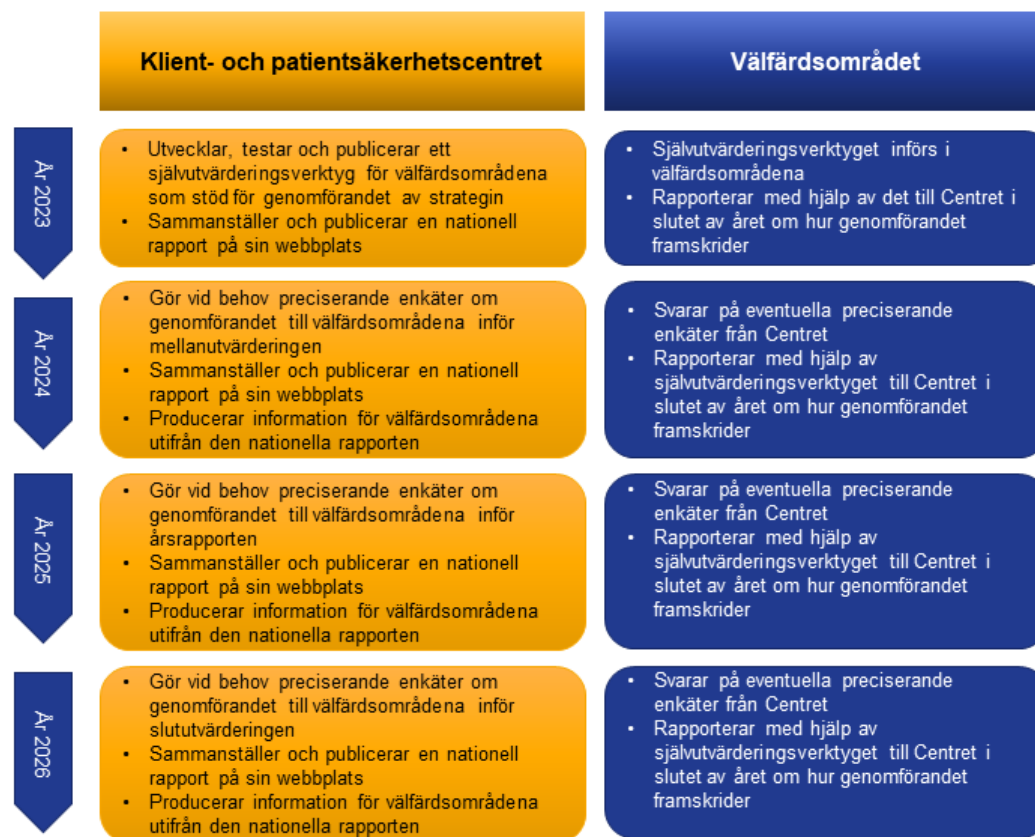 Klient- och patientsäkerhetscentret
Välfärdsområdet
År 2023
• Utvecklar, testar och publicerar ett
självutvärderingsverktyg för välfärdsområdena
som stöd för genomförandet av strategin
• Sammanställer och publicerar en nationell
rapport på sin webbplats
• Självutvärderingsverktyget införs i
välfärdsområdena
• Rapporterar med hjälp av det till Centret i
slutet av året om hur genomförandet
framskrider
År 2024
• Gör vid behov preciserande enkäter om
genomförandet till välfärdsområdena inför
mellanutvärderingen
• Sammanställer och publicerar en nationell
rapport på sin webbplats
• Producerar information för välfärdsområdena
utifrån den nationella rapporten
• Svarar på eventuella preciserande
enkäter från Centret
• Rapporterar med hjälp av
självutvärderingsverktyget till Centret i
slutet av året om hur genomförandet
framskrider
År 2025
• Gör vid behov preciserande enkäter om
genomförandet till välfärdsområdena inför
årsrapporten
• Sammanställer och publicerar en nationell
rapport på sin webbplats
• Producerar information för välfärdsområdena
utifrån den nationella rapporten
• Svarar på eventuella preciserande
enkäter från Centret
• Rapporterar med hjälp av
självutvärderingsverktyget till Centret i
slutet av året om hur genomförandet
framskrider
År 2026
• Gör vid behov preciserande enkäter om
genomförandet till välfärdsområdena inför
slututvärderingen
• Sammanställer och publicerar en nationell
rapport på sin webbplats
• Producerar information för välfärdsområdena
utifrån den nationella rapporten
• Svarar på eventuella preciserande
enkäter från Centret
• Rapporterar med hjälp av
självutvärderingsverktyget till Centret i
slutet av året om hur genomförandet
framskrider